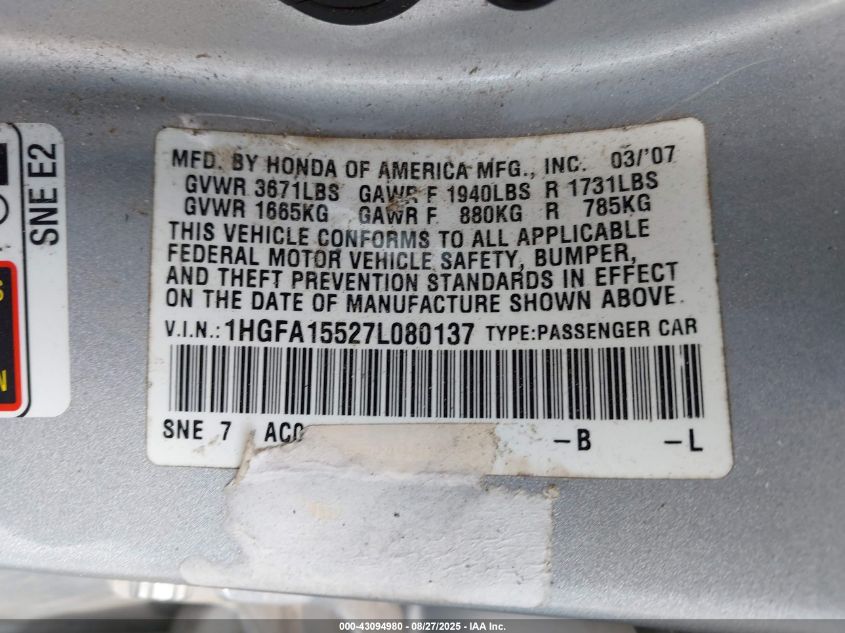 SNE E2
S
N
MFD. BY HONDA OF AMERICA MFG., INC. 03/'07
GVWR 3671LBS GAWR F 1940LBS R 1731LBS
GVWR 1665KG GAWR F 880KG R 785KG
THIS VEHICLE CONFORMS TO ALL APPLICABLE
FEDERAL MOTOR VEHICLE SAFETY, BUMPER,
AND THEFT PREVENTION STANDARDS IN EFFECT
ON THE DATE OF MANUFACTURE SHOWN ABOVE.
V.I.N.: 1HGFA15527L080137 TYPE:PASSENGER CAR
SNE 7 AC0 -B -L
000-43094980 - 08/27/2025 - IAA Inc.